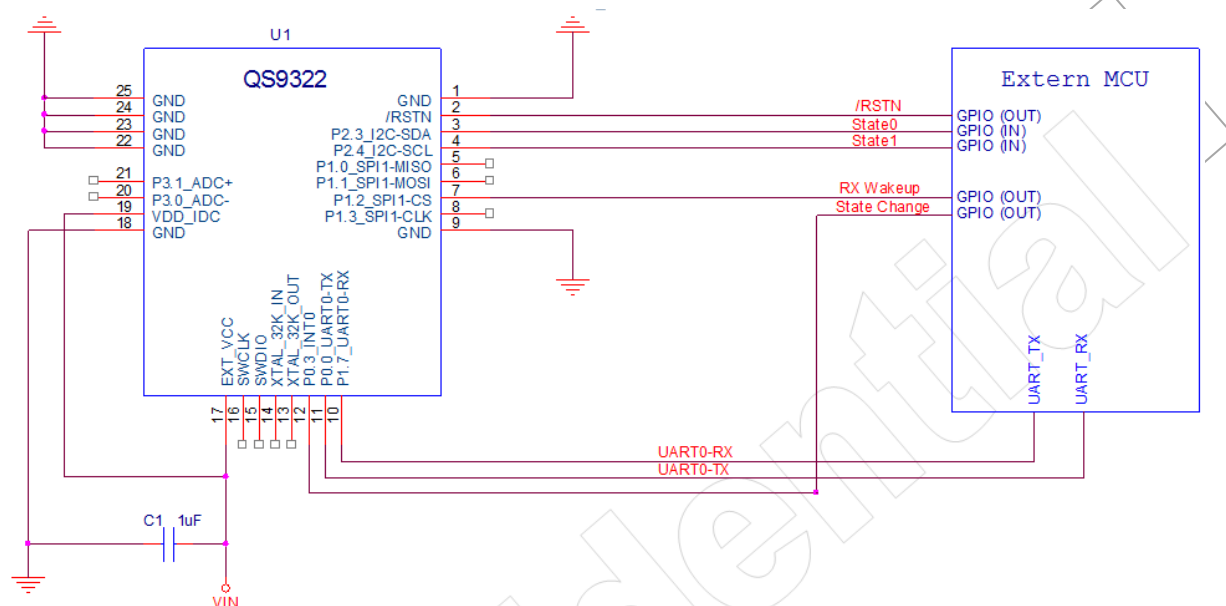 U1
QS9322
25 GND
24 GND
23 GND
22 GND
21 P3.1_ADC+
20 P3.0_ADC-
19 VDD_IDC
18 GND
GND 1
/RSTN 2
P2.3_I2C-SDA 3
P2.4_I2C-SCL 4
P1.0_SPI1-MISO 5
P1.1_SPI1-MOSI 6
P1.2_SPI1-CS 7
P1.3_SPI1-CLK 8
GND 9
EXT_VCC 17
SWCLK 16
SWDIO 15
XTAL_32K_IN 14
XTAL_32K_OUT 13
P0.3_INT0 12
P0.0_UART0-TX 11
P1.7_UART0-RX 10
/RSTN
State0
State1
RX Wakeup
State Change
Extern MCU
GPIO (OUT)
GPIO (IN)
GPIO (IN)
GPIO (OUT)
GPIO (OUT)
UART_TX
UART_RX
UART0-RX
UART0-TX
C1 1uF
VIN
dential